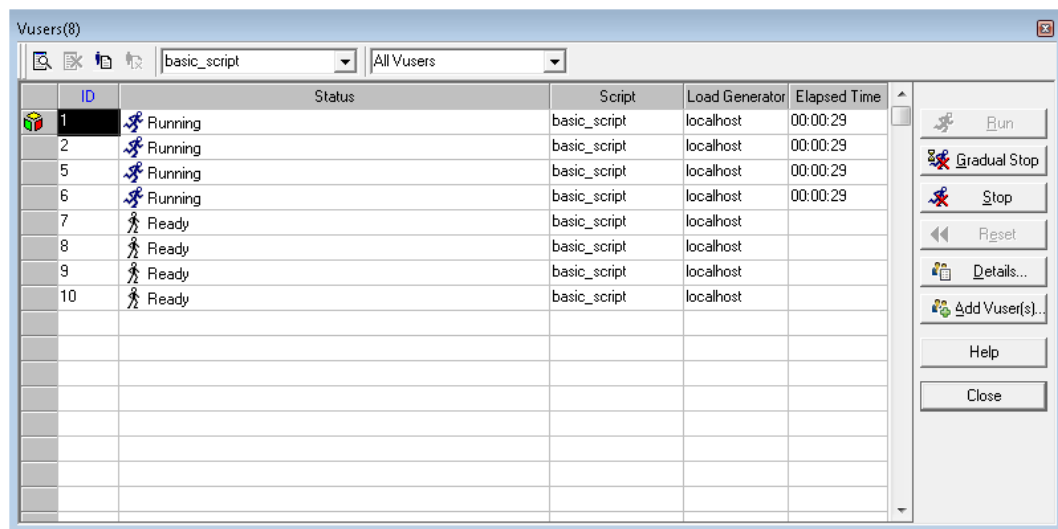 Vusers(8)
basic_script All Vusers
ID Status Script Load Generator Elapsed Time
1 Running basic_script localhost 00:00:29
2 Running basic_script localhost 00:00:29
5 Running basic_script localhost 00:00:29
6 Running basic_script localhost 00:00:29
7 Ready basic_script localhost
8 Ready basic_script localhost
9 Ready basic_script localhost
10 Ready basic_script localhost
Run
Gradual Stop
Stop
Reset
Details...
Add Vuser(s)...
Help
Close